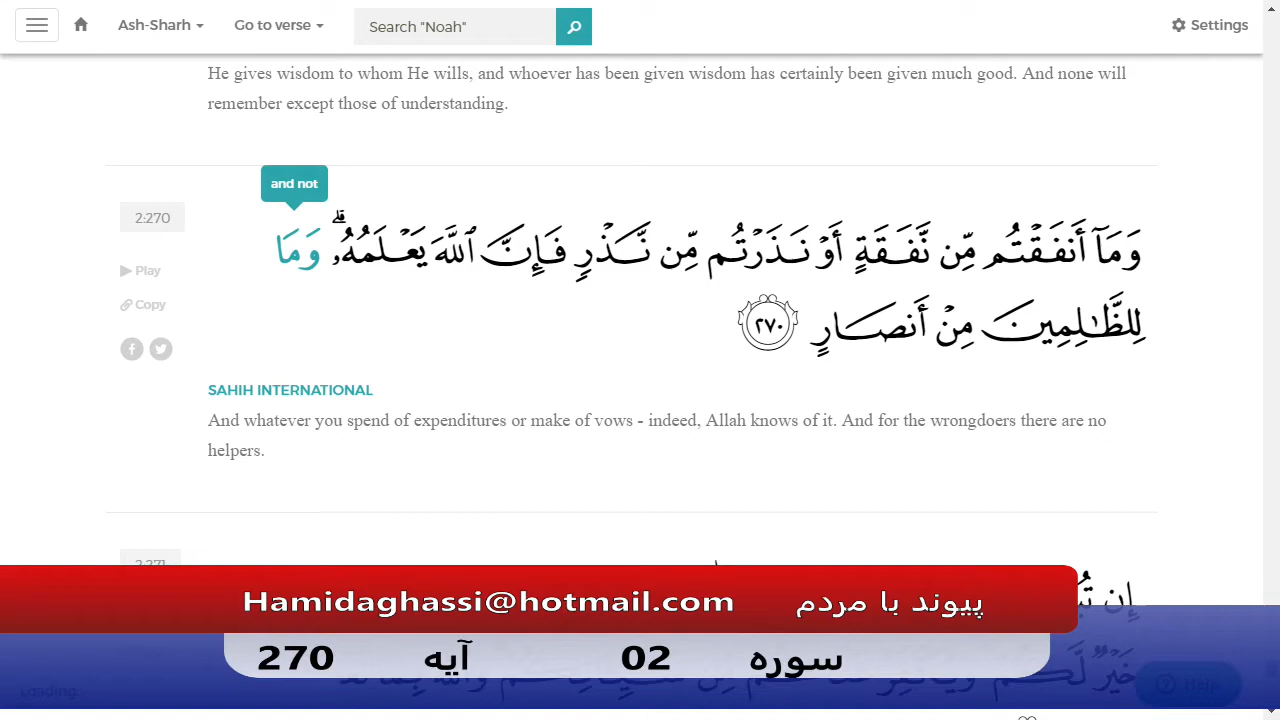 Ash-Sharh
Go to verse
Search "Noah"
Settings
He gives wisdom to whom He wills, and whoever has been given wisdom has certainly been given much good. And none will
remember except those of understanding.
and not
2:270
وَمَآ أَنفَقْتُم مِّن نَّفَقَةٍ أَوْ نَذَرْتُم مِّن نَّذْرٍ فَإِنَّ ٱللَّهَ يَعْلَمُهُۥ ۗ وَمَا
لِلظَّـٰلِمِينَ مِنْ أَنصَارٍ ٢٧٠
Play
Copy
SAHIH INTERNATIONAL
And whatever you spend of expenditures or make of vows - indeed, Allah knows of it. And for the wrongdoers there are no
helpers.
2:271
إِن
پیوند با مردم Hamidaghassi@hotmail.com
سوره 02 آیه 270
خَيْرٌ لَّكُمْ
Loading...
Help